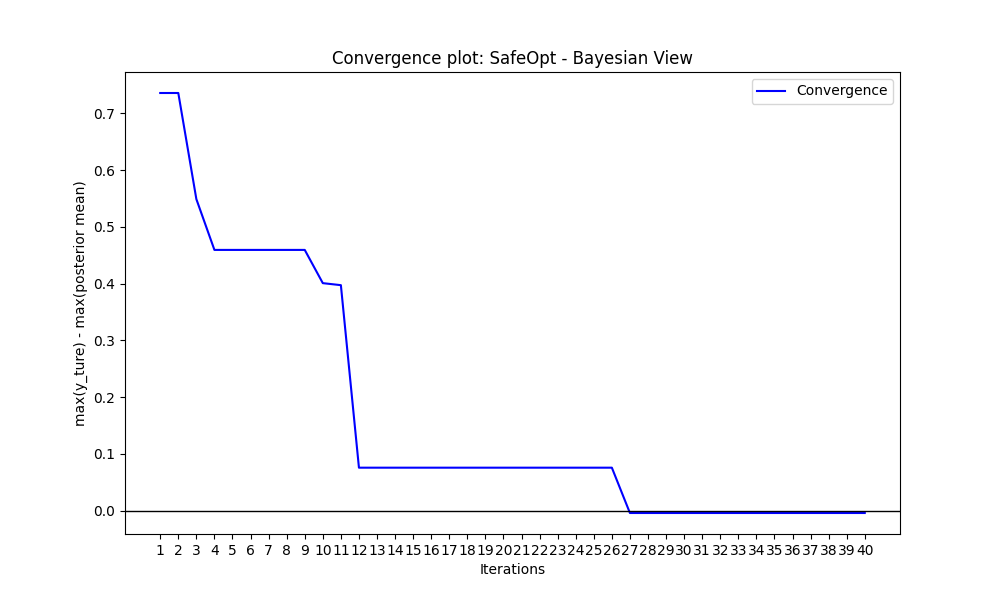 Convergence plot: SafeOpt - Bayesian View
Convergence
max(y_ture) - max(posterior mean)
0.7
0.6
0.5
0.4
0.3
0.2
0.1
0.0
1 2 3 4 5 6 7 8 9 10 11 12 13 14 15 16 17 18 19 20 21 22 23 24 25 26 27 28 29 30 31 32 33 34 35 36 37 38 39 40
Iterations